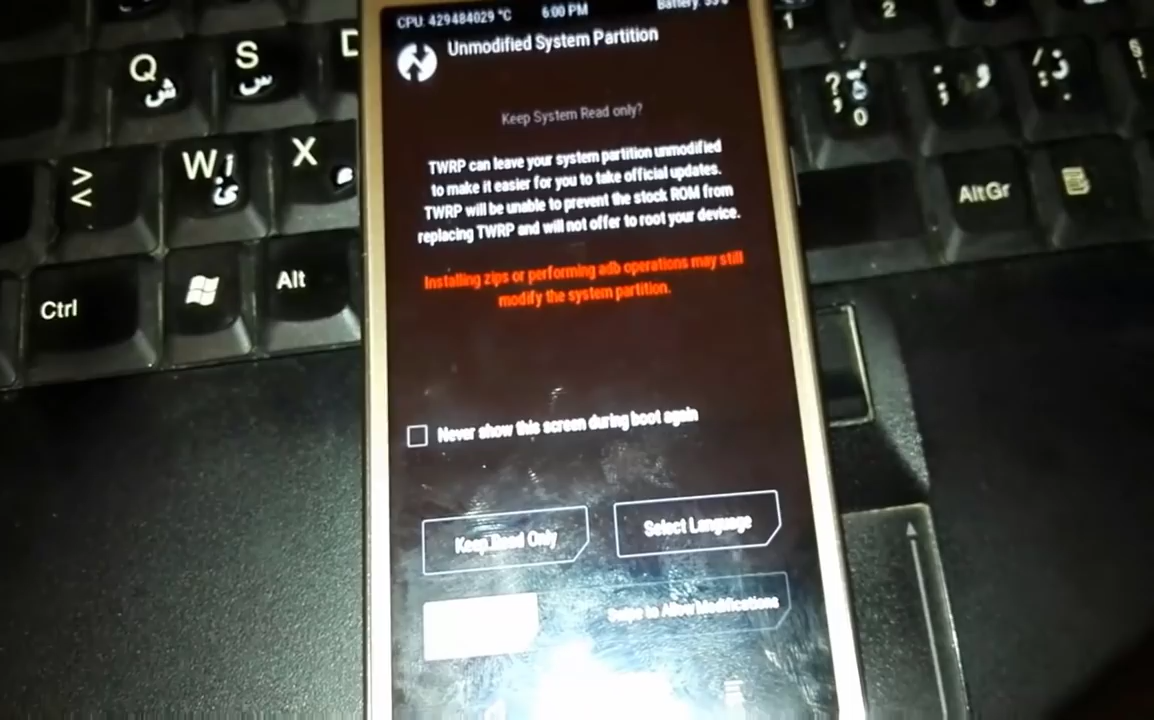 CPU: 429484029 °C 6:00 PM Battery:
Unmodified System Partition
Keep System Read only?
TWRP can leave your system partition unmodified
to make it easier for you to take official updates.
TWRP will be unable to prevent the stock ROM from
replacing TWRP and will not offer to root your device.
Installing zips or performing adb operations may still
modify the system partition.
Never show this screen during boot again
Keep Read Only
Select Language
Swipe to Allow Modifications
1
2
Q
ش
S
س
D
W
X
Ctrl
Alt
AltGr
?
0
;
و
:
ز
.
§
!
>
<